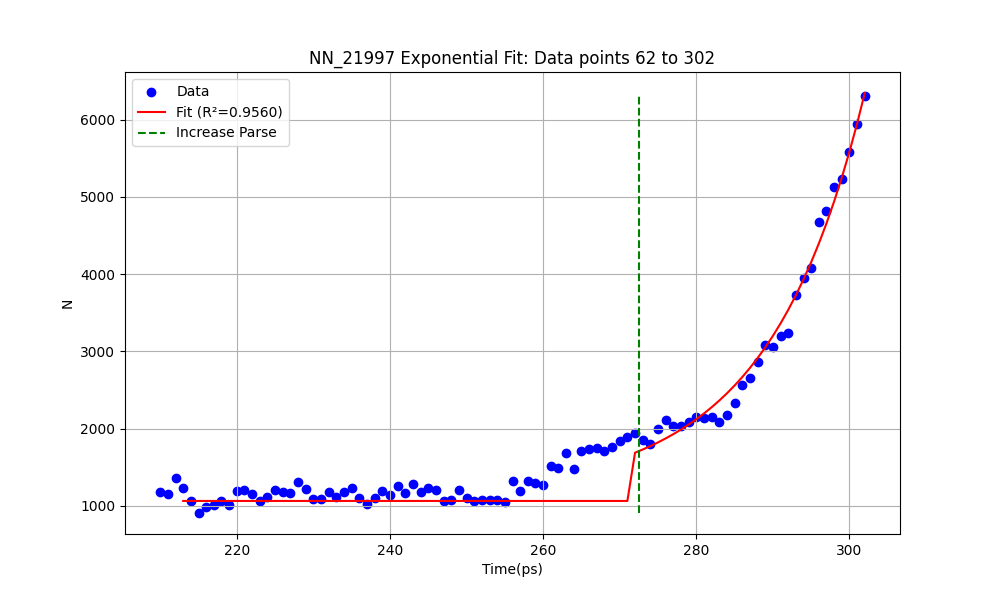 NN_21997 Exponential Fit: Data points 62 to 302
Data
Fit (R²=0.9560)
Increase Parse
6000
5000
4000
3000
2000
1000
N
220
240
260
280
300
Time(ps)